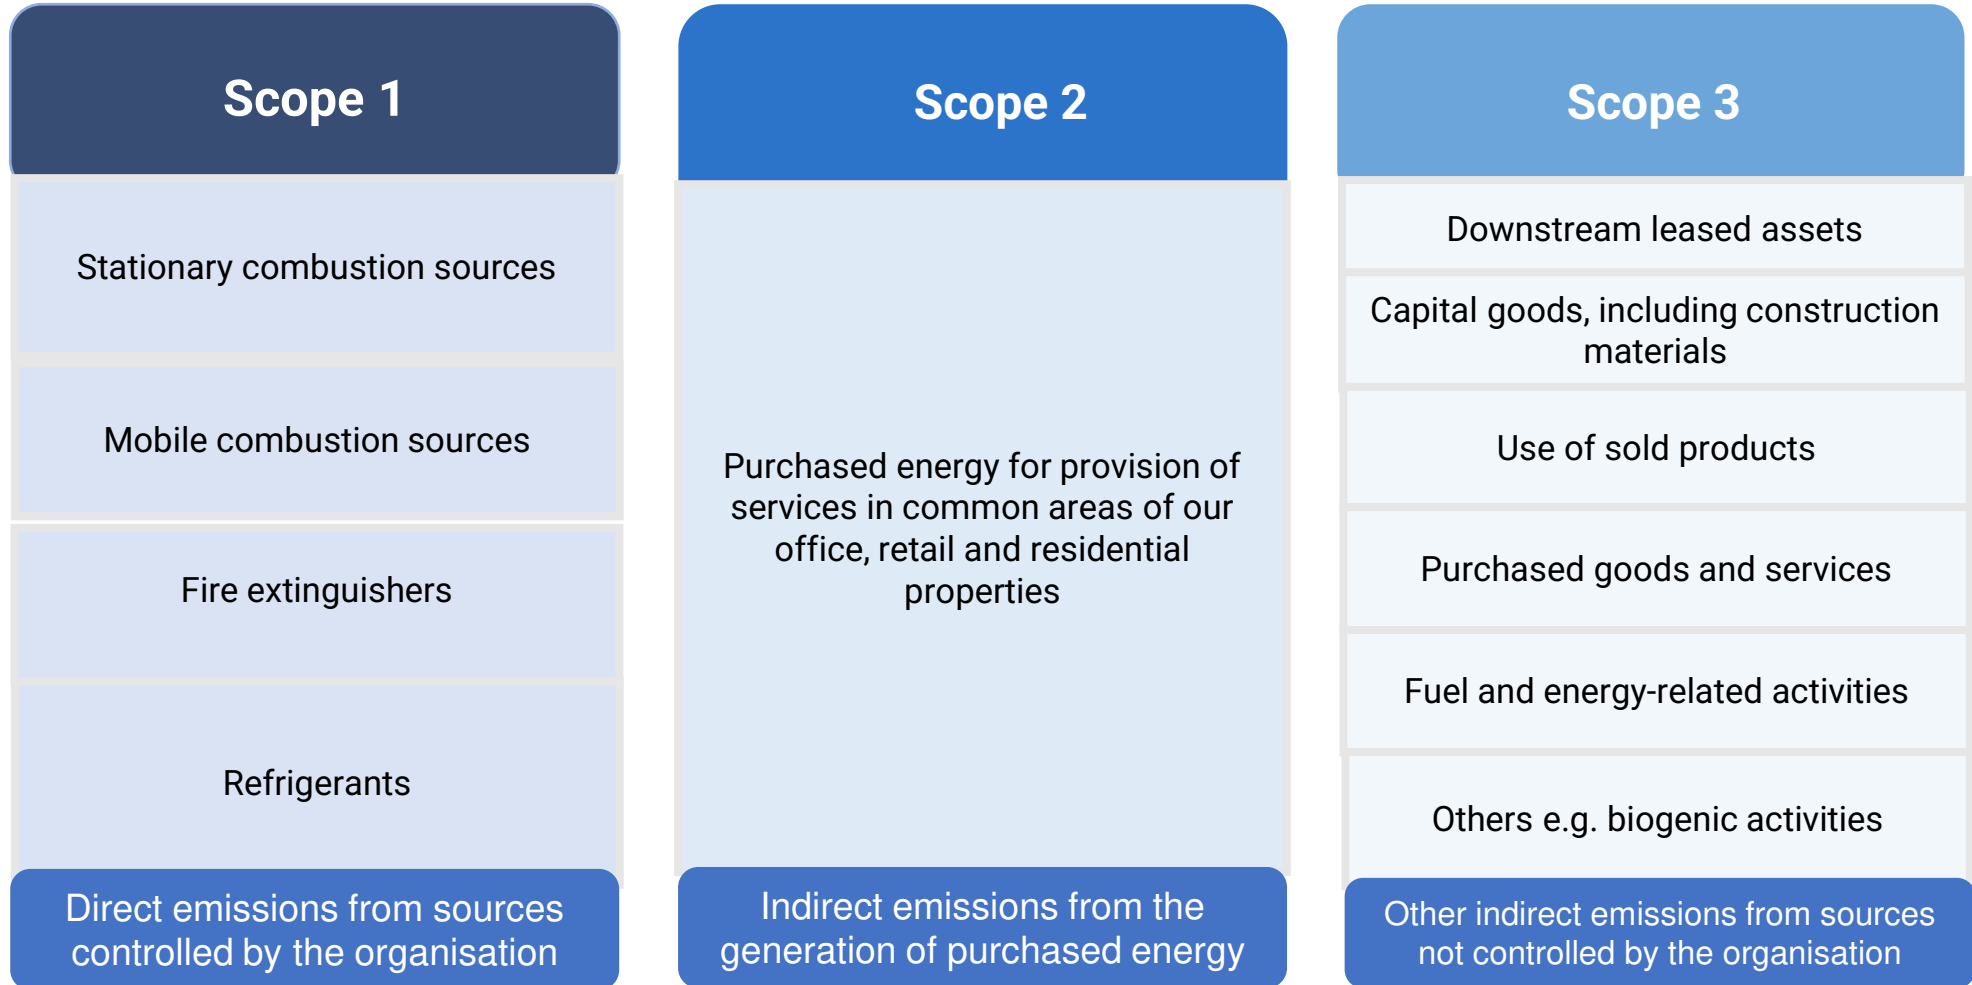 Scope 1
Stationary combustion sources
Mobile combustion sources
Fire extinguishers
Refrigerants
Direct emissions from sources
controlled by the organisation
Scope 2
Purchased energy for provision of
services in common areas of our
office, retail and residential
properties
Indirect emissions from the
generation of purchased energy
Scope 3
Downstream leased assets
Capital goods, including construction
materials
Use of sold products
Purchased goods and services
Fuel and energy-related activities
Others e.g. biogenic activities
Other indirect emissions from sources
not controlled by the organisation